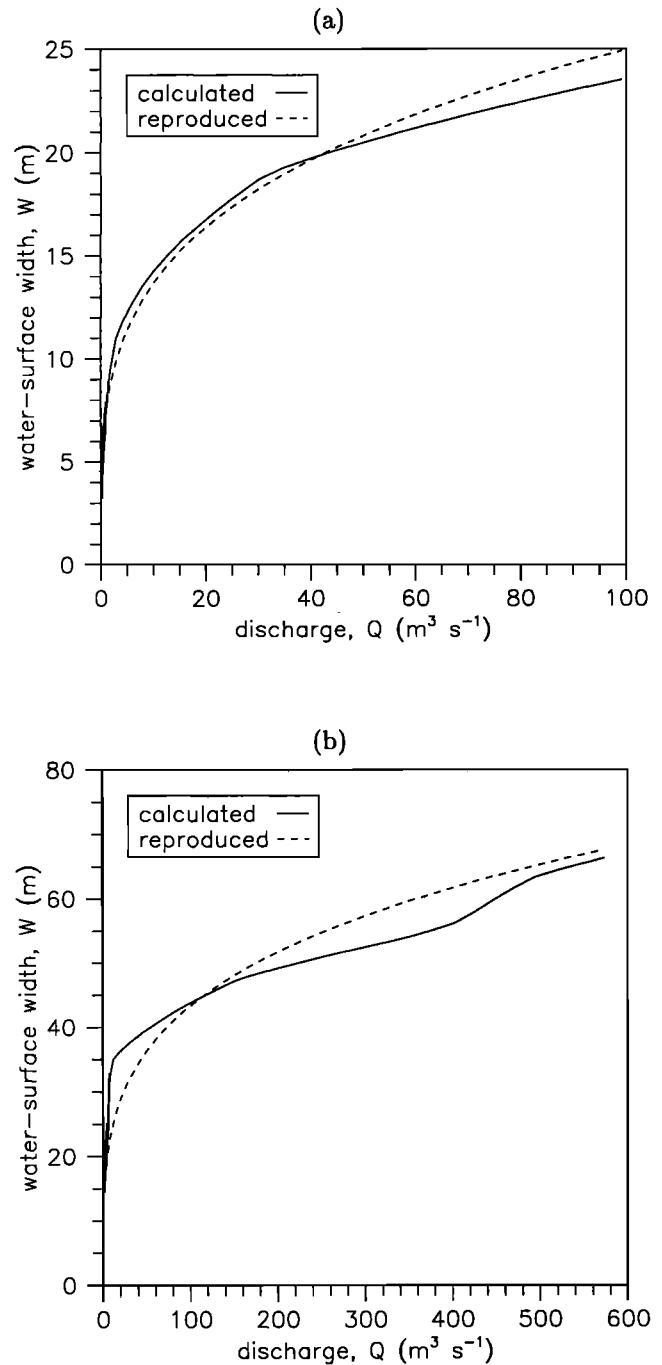 (a)
25
20
15
10
5
0
water-surface width, W (m)
calculated
reproduced
0 20 40 60 80 100
discharge, Q (m³ s⁻¹)
(b)
80
60
40
20
0
water-surface width, W (m)
calculated
reproduced
0 100 200 300 400 500 600
discharge, Q (m³ s⁻¹)